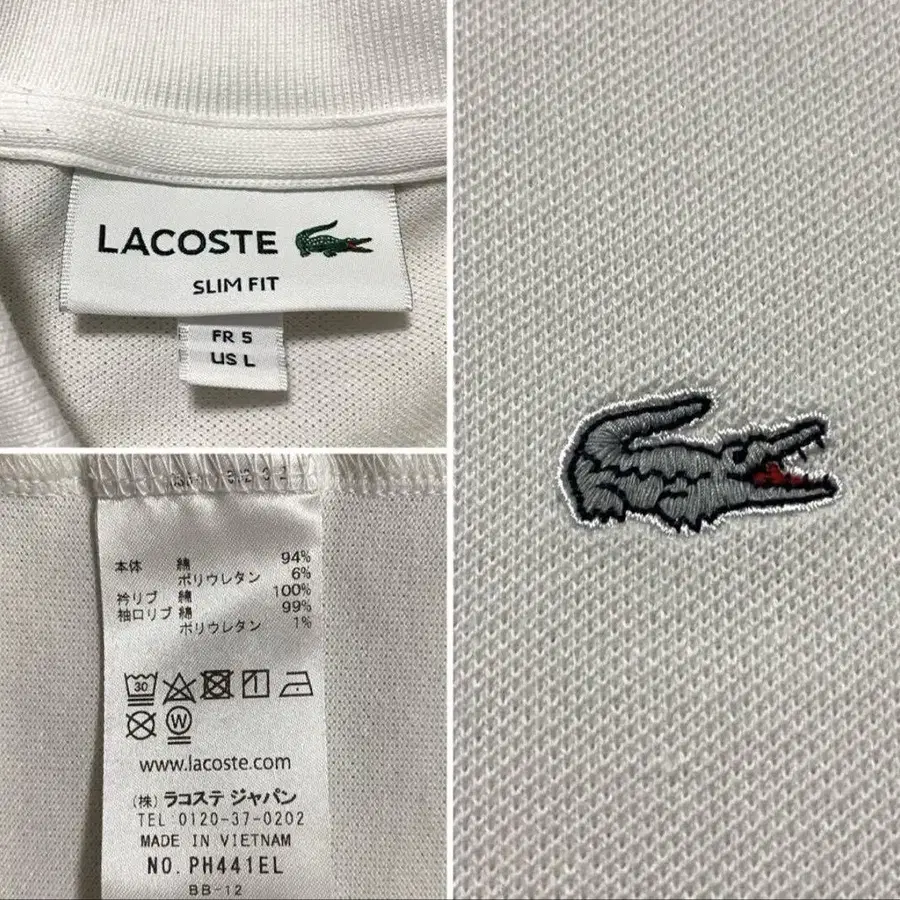 LACOSTE
SLIM FIT
FR 5
US L
本体 綿 94%
ポリウレタン 6%
衿リブ 綿 100%
袖口リブ 綿 99%
ポリウレタン 1%
30
W
www.lacoste.com
(株) ラコステ ジャパン
TEL 0120-37-0202
MADE IN VIETNAM
NO. PH441EL
BB-12